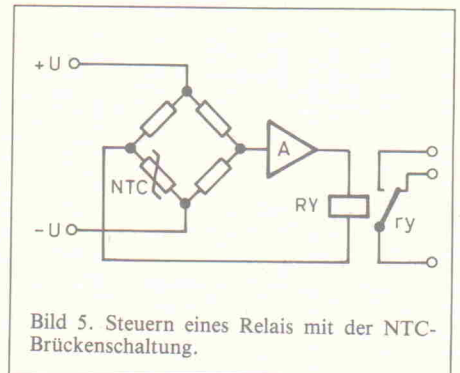 +U
A
NTC
RY
ry
-U
Bild 5. Steuern eines Relais mit der NTC-
Brückenschaltung.